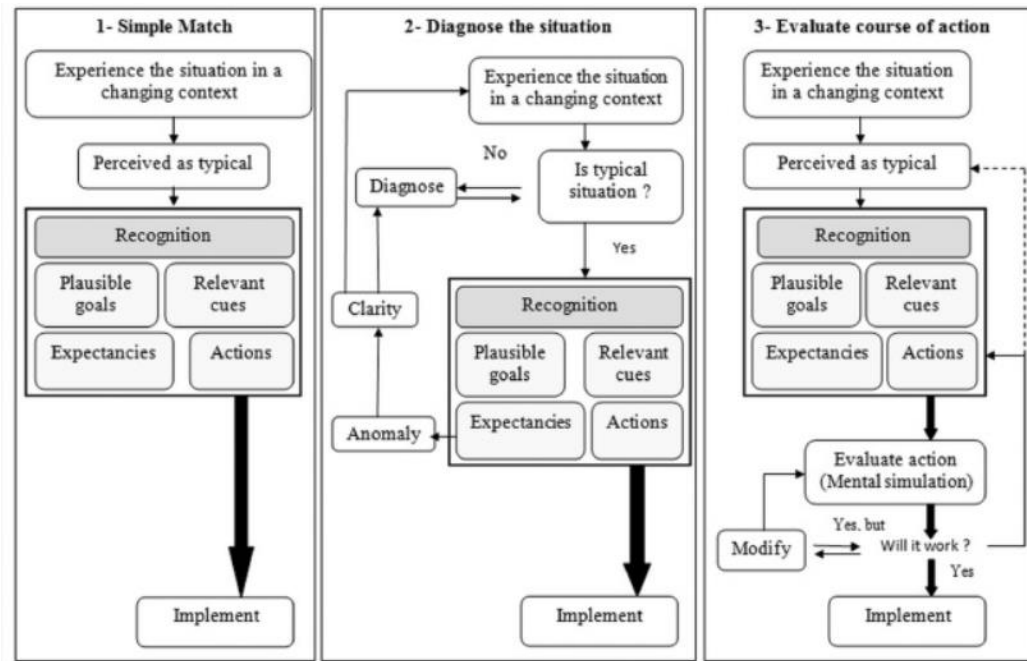 1- Simple Match
Experience the situation in a
changing context
Perceived as typical
Recognition
Plausible
goals
Relevant
cues
Expectancies
Actions
Implement
2- Diagnose the situation
Experience the situation
in a changing context
No
Diagnose
Is typical
situation ?
Yes
Clarity
Recognition
Plausible
goals
Relevant
cues
Anomaly
Expectancies
Actions
Implement
3- Evaluate course of action
Experience the situation
in a changing context
Perceived as typical
Recognition
Plausible
goals
Relevant
cues
Expectancies
Actions
Evaluate action
(Mental simulation)
Yes, but
Modify
Will it work ?
Yes
Implement